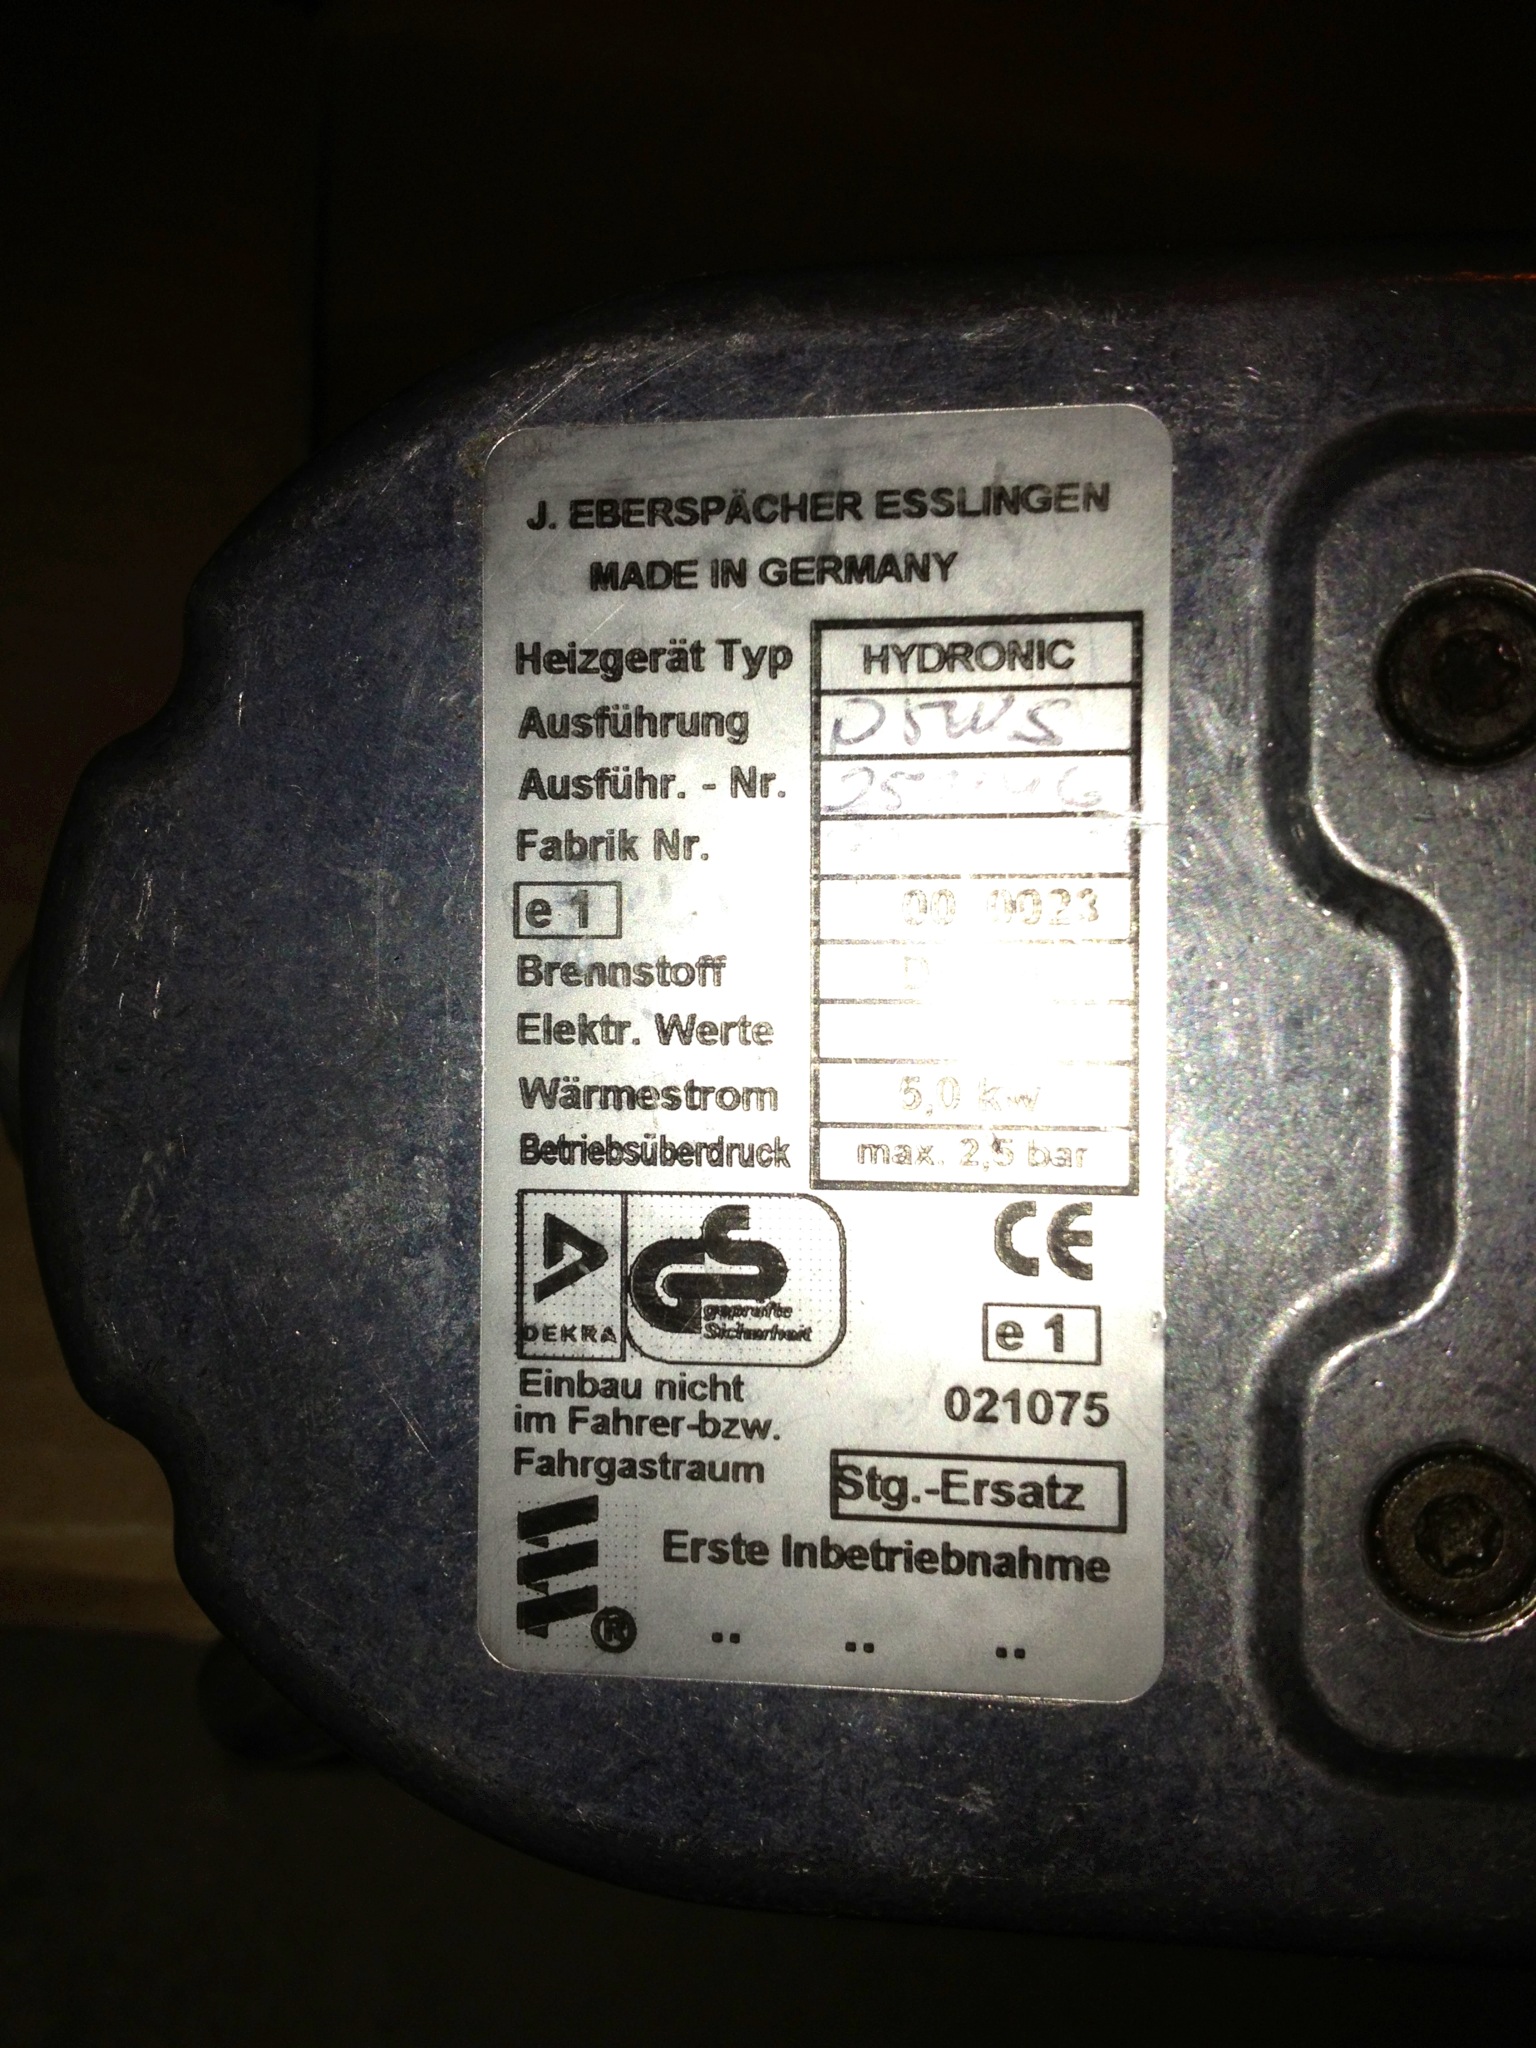 J. EBERSPÄCHER ESSLINGEN
MADE IN GERMANY
Heizgerät Typ HYDRONIC
Ausführung D5WS
Ausführ. - Nr.
Fabrik Nr.
e 1 00 0023
Brennstoff D
Elektr. Werte
Wärmestrom 5,0 kw
Betriebsüberdruck max. 2,5 bar
DEKRA
geprüfte
Sicherheit
CE
e 1
Einbau nicht
im Fahrer-bzw.
Fahrgastraum
021075
Stg.-Ersatz
Erste Inbetriebnahme
®